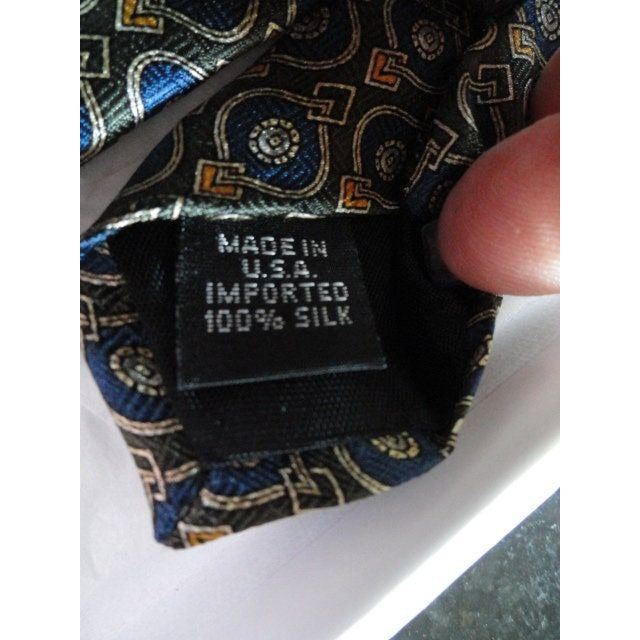 MADE IN
U.S.A.
IMPORTED
100% SILK